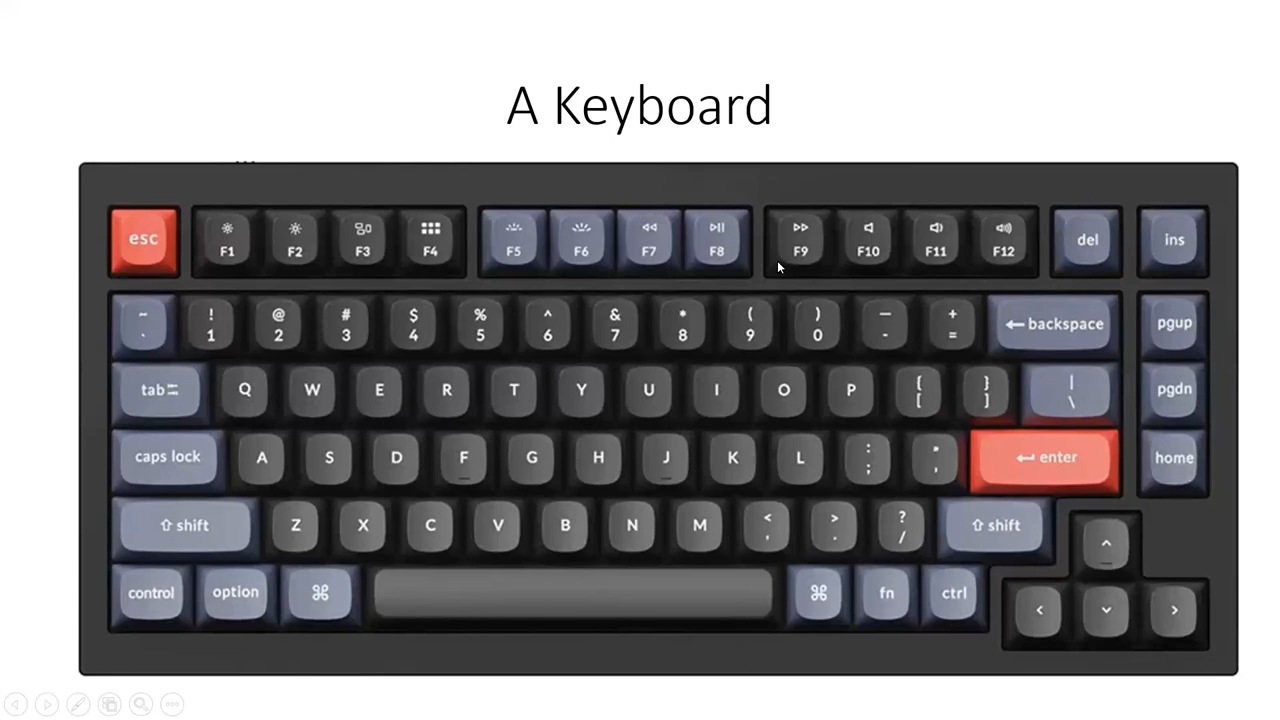 A Keyboard
esc F1 F2 F3 F4 F5 F6 F7 F8 F9 F10 F11 F12 del ins
~ ! @ # $ % ^ & * ( ) — +
` 1 2 3 4 5 6 7 8 9 0 - = backspace pgup
tab Q W E R T Y U I O P { } |
[ ] \ pgdn
caps lock A S D F G H J K L : "
; ' enter home
shift Z X C V B N M < > ? shift
, . / ^
control option ⌘ ⌘ fn ctrl < ⌄ >